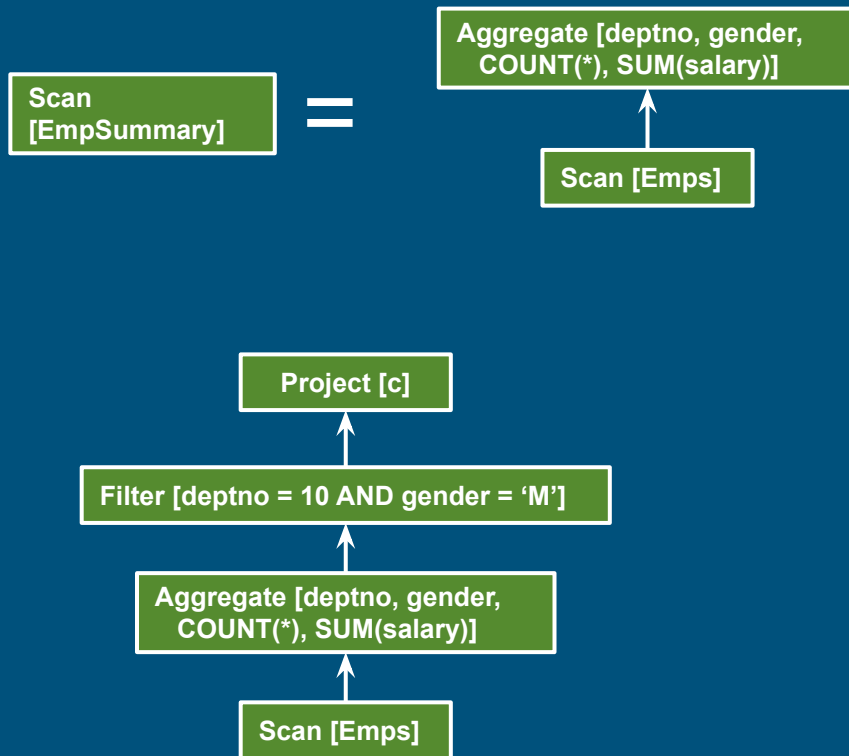 Scan
[EmpSummary]
=
Aggregate [deptno, gender,
COUNT(*), SUM(salary)]
Scan [Emps]
Project [c]
Filter [deptno = 10 AND gender = ‘M’]
Aggregate [deptno, gender,
COUNT(*), SUM(salary)]
Scan [Emps]